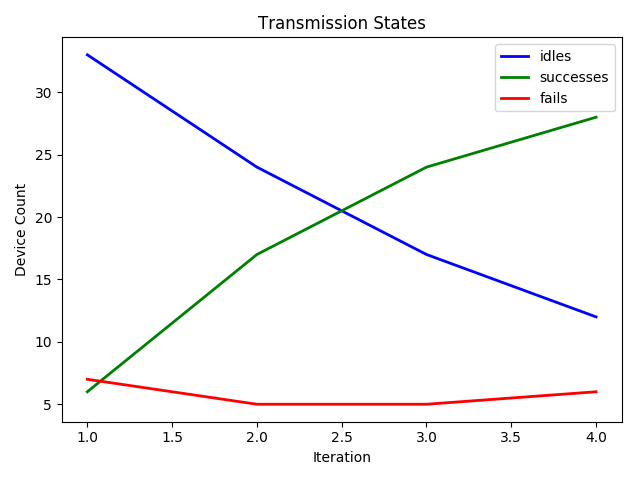 Transmission States
idles
successes
fails
Device Count
30
25
20
15
10
5
1.0 1.5 2.0 2.5 3.0 3.5 4.0
Iteration